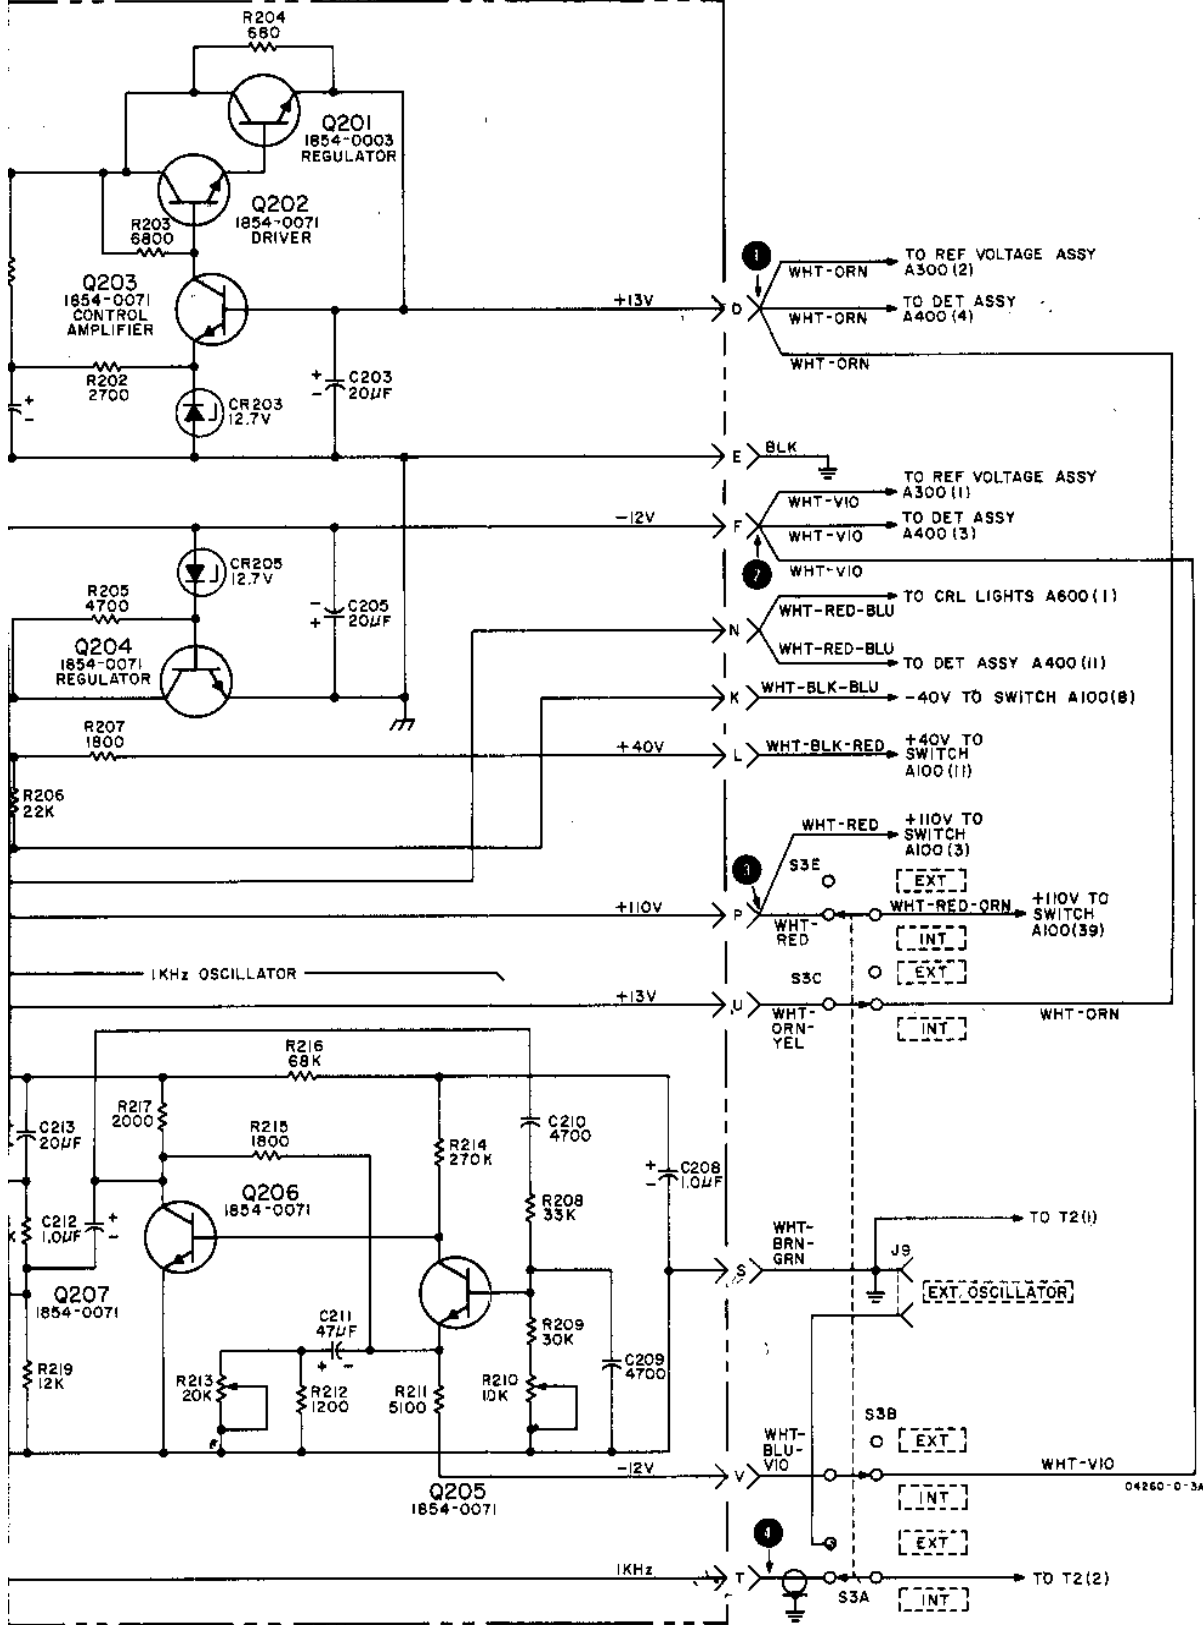 R204
680
Q201
1854-0003
REGULATOR
Q202
1854-0071
DRIVER
R203
6800
Q203
1854-0071
CONTROL
AMPLIFIER
+13V
D
1
WHT-ORN
TO REF VOLTAGE ASSY
A300(2)
WHT-ORN
TO DET ASSY
A400(4)
WHT-ORN
R202
2700
+
-
CR203
12.7V
+
-
C203
20µF
E
BLK
TO REF VOLTAGE ASSY
A300(1)
WHT-VIO
-12V
F
TO DET ASSY
A400(3)
WHT-VIO
2
WHT-VIO
CR205
12.7V
R205
4700
-
+
C205
20µF
Q204
1854-0071
REGULATOR
N
WHT-RED-BLU
TO CRL LIGHTS A600(1)
WHT-RED-BLU
TO DET ASSY A400(11)
K
WHT-BLK-BLU
-40V TO SWITCH A100(8)
R207
1800
+40V
L
WHT-BLK-RED
+40V TO
SWITCH
A100(11)
R206
22K
WHT-RED
+110V TO
SWITCH
A100(3)
3
S3E
EXT
+110V
P
WHT-
RED
WHT-RED-ORN
+110V TO
SWITCH
A100(39)
INT
1KHz OSCILLATOR
S3C
EXT
+13V
U
WHT-
ORN-
YEL
INT
WHT-ORN
R216
68K
R217
2000
C213
20µF
R215
1800
R214
270K
C210
4700
+
-
C208
1.0µF
Q206
1854-0071
R208
33K
K
C212
1.0µF
+
-
WHT-
BRN-
GRN
TO T2(1)
J9
S
EXT. OSCILLATOR
Q207
1854-0071
C211
47µF
+
-
R209
30K
C209
4700
R219
12K
R213
20K
R212
1200
R211
5100
R210
10K
S3B
EXT
WHT-
BLU-
VIO
-12V
V
WHT-VIO
INT
04260-D-3A
Q205
1854-0071
4
EXT
1KHz
T
S3A
INT
TO T2(2)